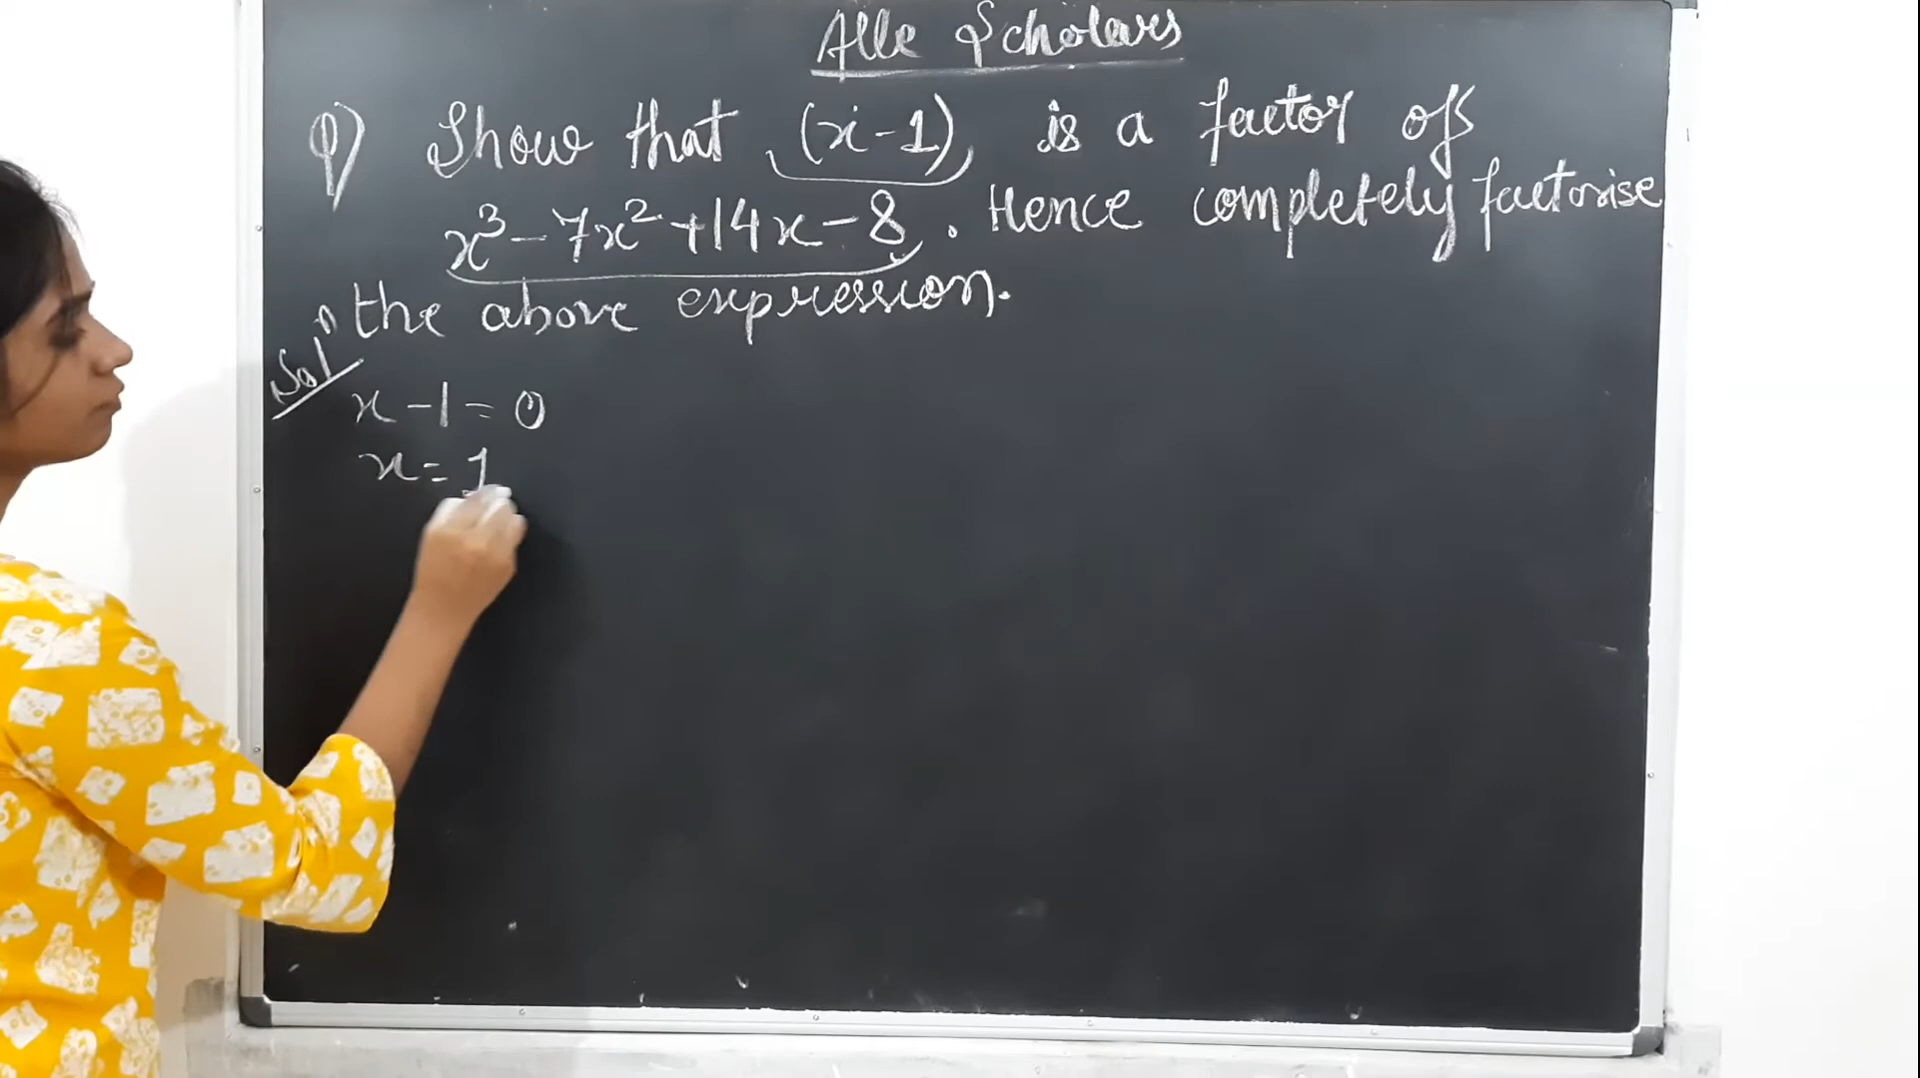 Alle Scholars
Q) Show that (x-1) is a factor of
x³ - 7x² + 14x - 8. Hence completely factorise
the above expression.
Solⁿ
x - 1 = 0
x = 1